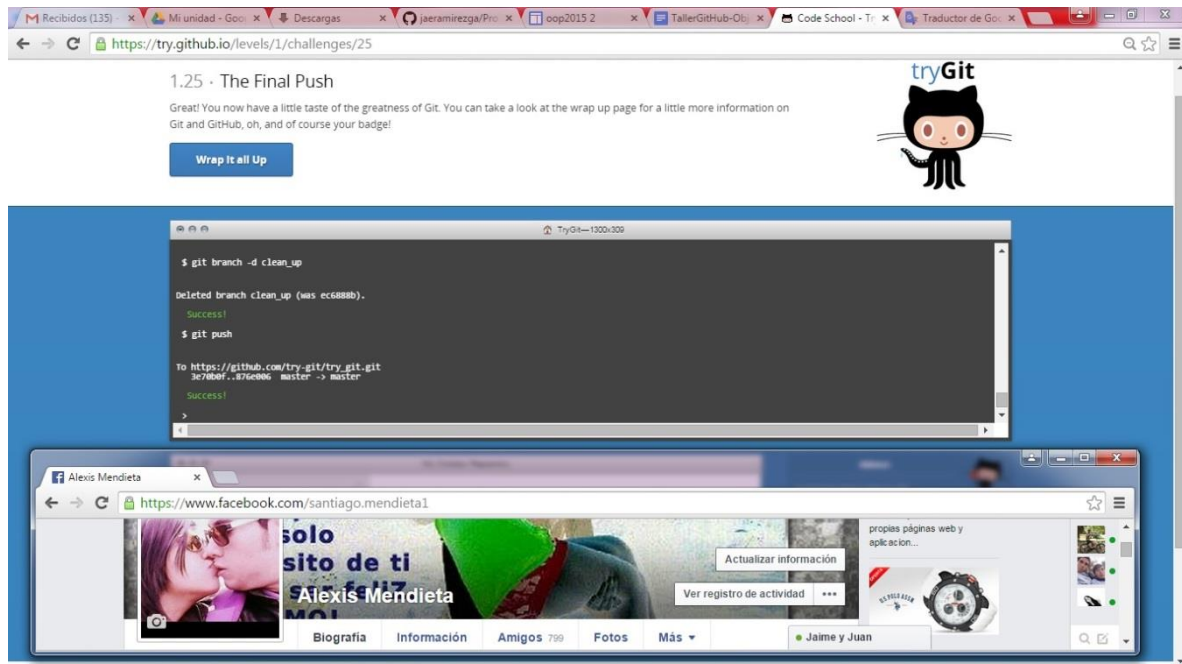 Recibidos (135)
Mi unidad - Goo
Descargas
jaeramirezga/Pro
oop2015 2
TallerGitHub-Obj
Code School - Tr
Traductor de Goo
https://try.github.io/levels/1/challenges/25
1.25 · The Final Push
tryGit
Great! You now have a little taste of the greatness of Git. You can take a look at the wrap up page for a little more information on
Git and GitHub, oh, and of course your badge!
Wrap It all Up
TryGit—1300x309
$ git branch -d clean_up
Deleted branch clean_up (was ec6888b).
Success!
$ git push
To https://github.com/try-git/try_git.git
3e70b0f..876e006 master -> master
Success!
>
Alexis Mendieta
https://www.facebook.com/santiago.mendieta1
solo
sito de ti
ser feliz
Alexis Mendieta
Actualizar información
Ver registro de actividad
propias páginas web y
aplicacion...
Biografía
Información
Amigos 799
Fotos
Más
Jaime y Juan